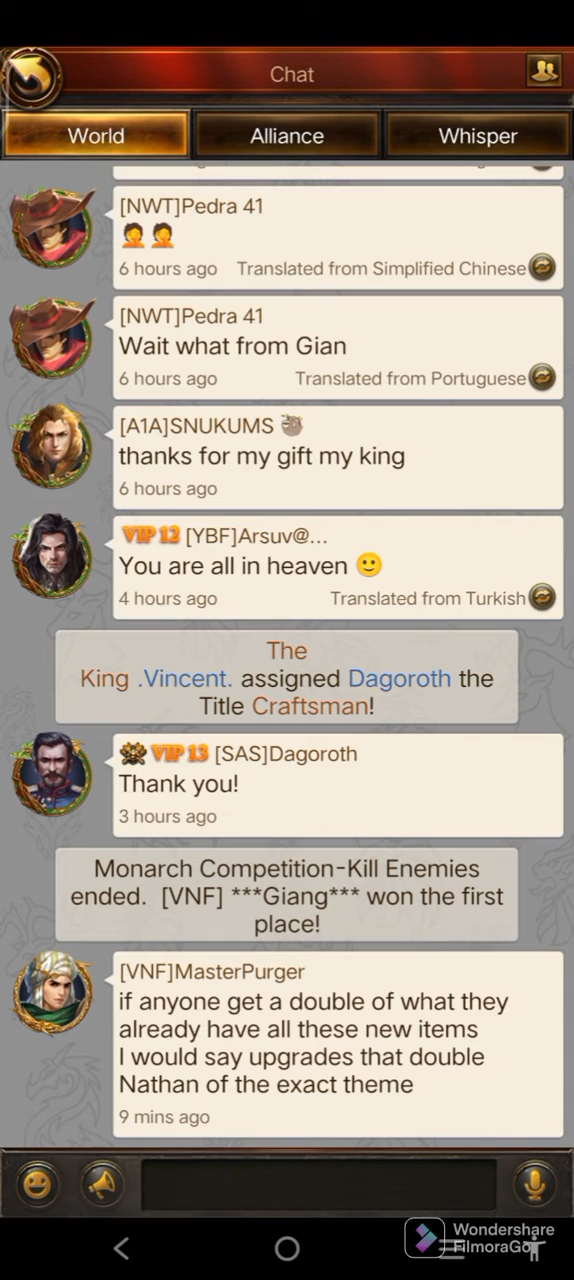 Chat
World
Alliance
Whisper
[NWT]Pedra 41
🤦🤦
6 hours ago
Translated from Simplified Chinese
[NWT]Pedra 41
Wait what from Gian
6 hours ago
Translated from Portuguese
[A1A]SNUKUMS 🦥
thanks for my gift my king
6 hours ago
VIP 12 [YBF]Arsuv@...
You are all in heaven 🙂
4 hours ago
Translated from Turkish
The
King .Vincent. assigned Dagoroth the
Title Craftsman!
VIP 13 [SAS]Dagoroth
Thank you!
3 hours ago
Monarch Competition-Kill Enemies
ended. [VNF] ***Giang*** won the first
place!
[VNF]MasterPurger
if anyone get a double of what they
already have all these new items
I would say upgrades that double
Nathan of the exact theme
9 mins ago
Wondershare
FilmoraGo